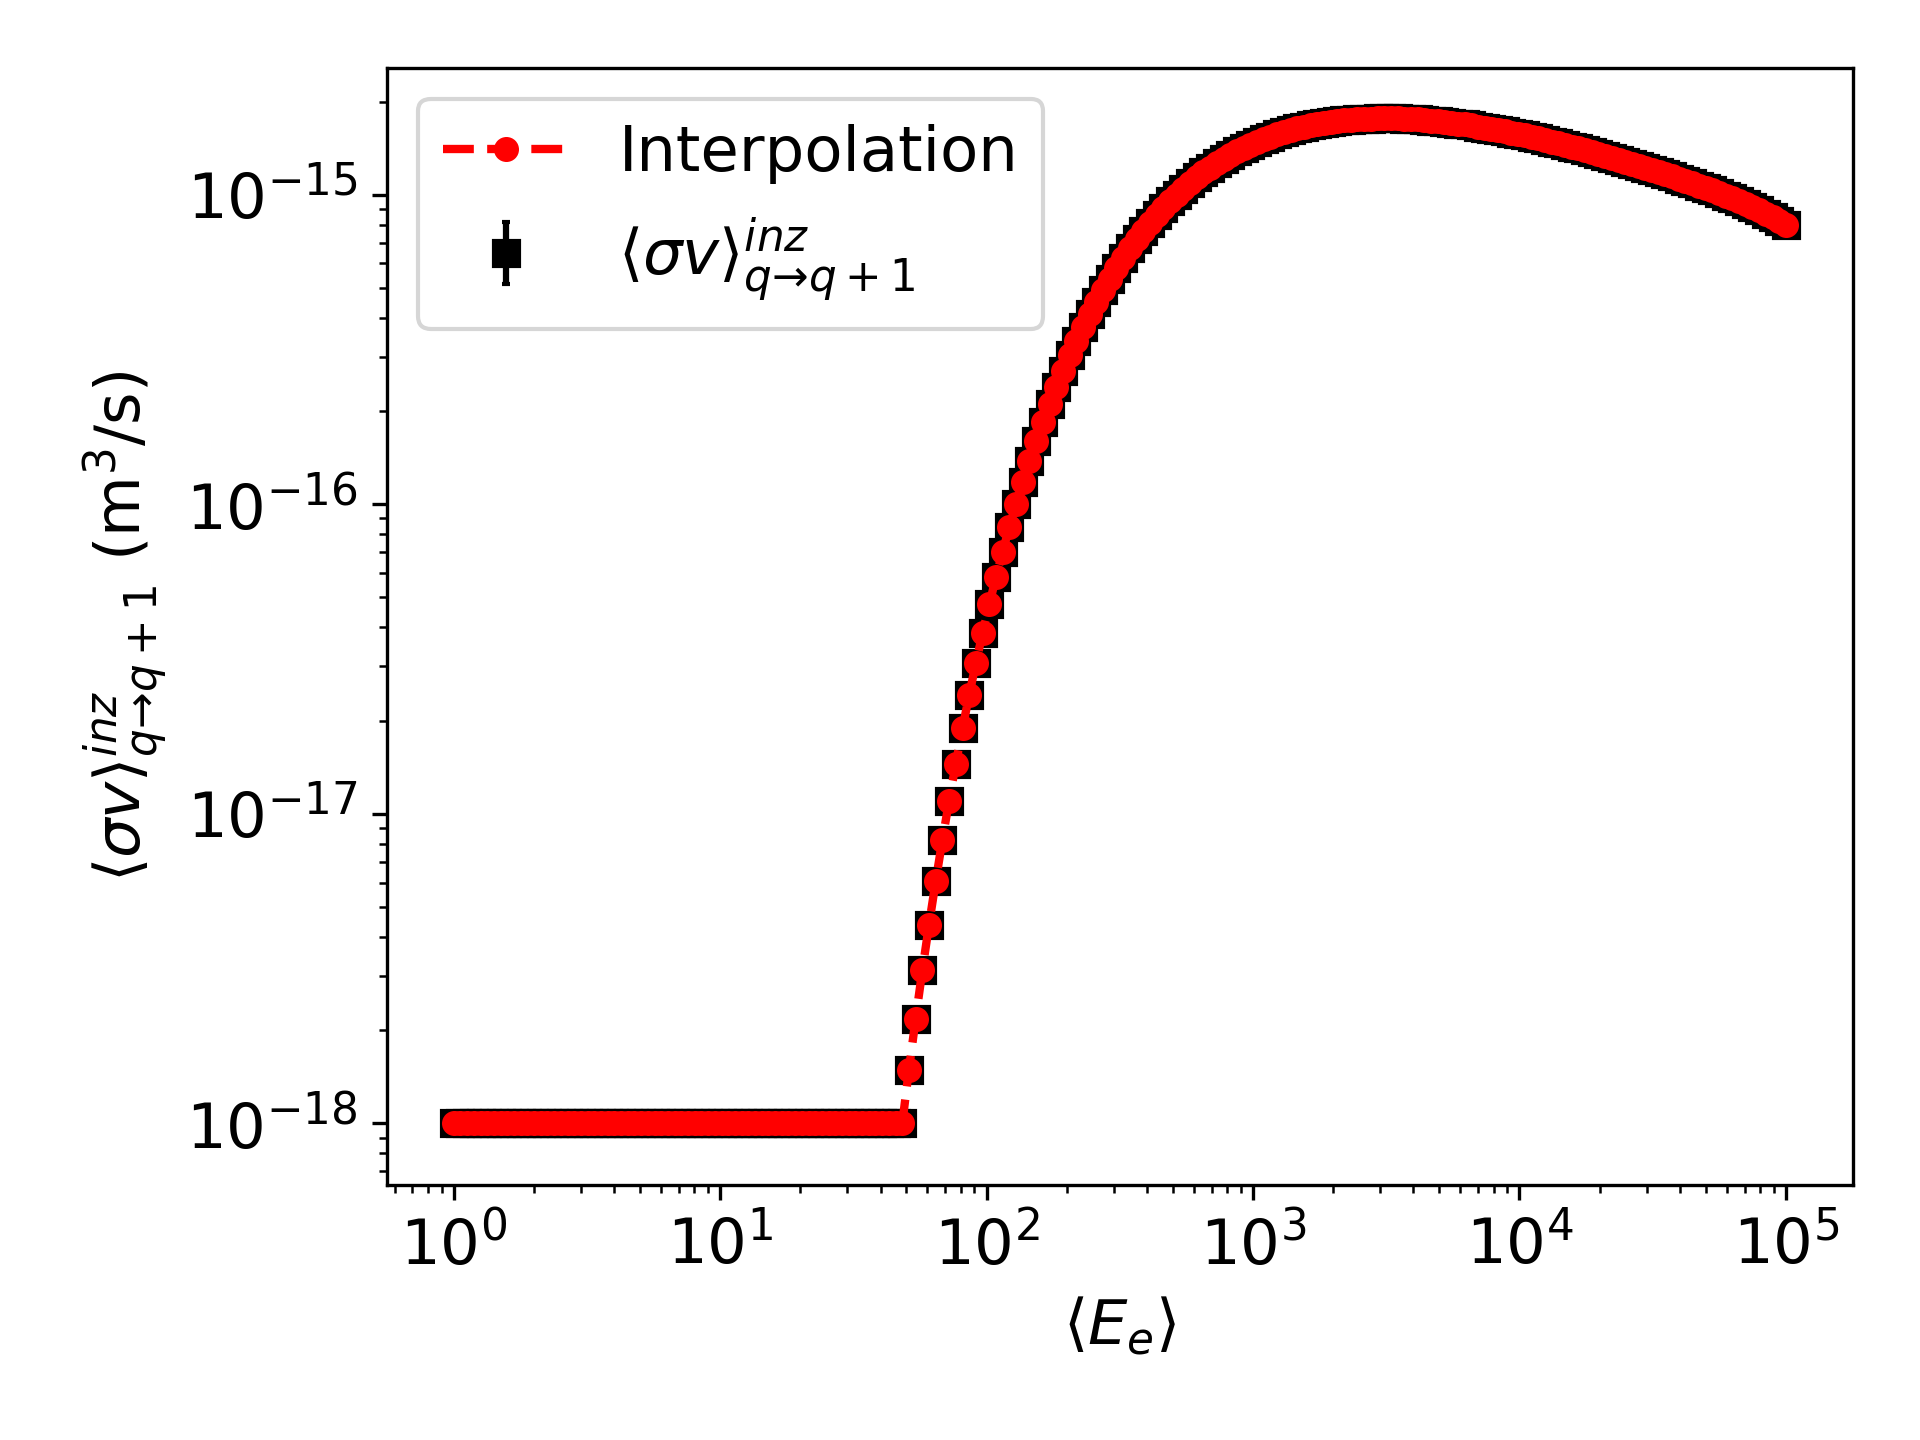 Interpolation
⟨σv⟩^{inz}_{q→q+1}
⟨σv⟩^{inz}_{q→q+1} (m^3/s)
10^{−15}
10^{−16}
10^{−17}
10^{−18}
10^0 10^1 10^2 10^3 10^4 10^5
⟨E_e⟩